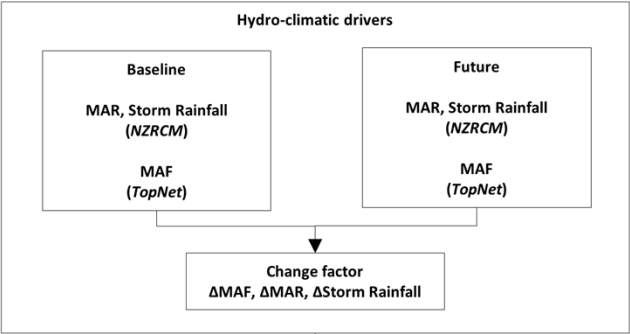 Hydro-climatic drivers
Baseline
MAR, Storm Rainfall
(NZRCM)
MAF
(TopNet)
Future
MAR, Storm Rainfall
(NZRCM)
MAF
(TopNet)
Change factor
ΔMAF, ΔMAR, ΔStorm Rainfall